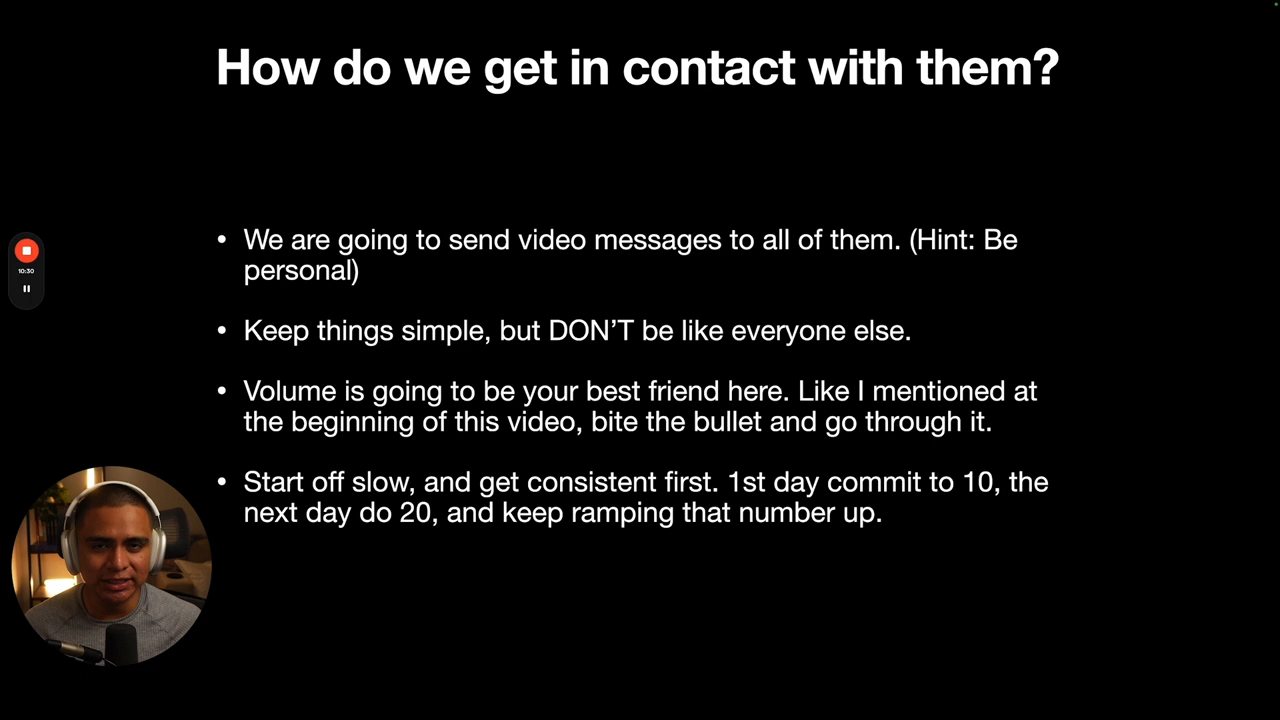 How do we get in contact with them?
• We are going to send video messages to all of them. (Hint: Be
personal)
• Keep things simple, but DON’T be like everyone else.
• Volume is going to be your best friend here. Like I mentioned at
the beginning of this video, bite the bullet and go through it.
• Start off slow, and get consistent first. 1st day commit to 10, the
next day do 20, and keep ramping that number up.
10:30